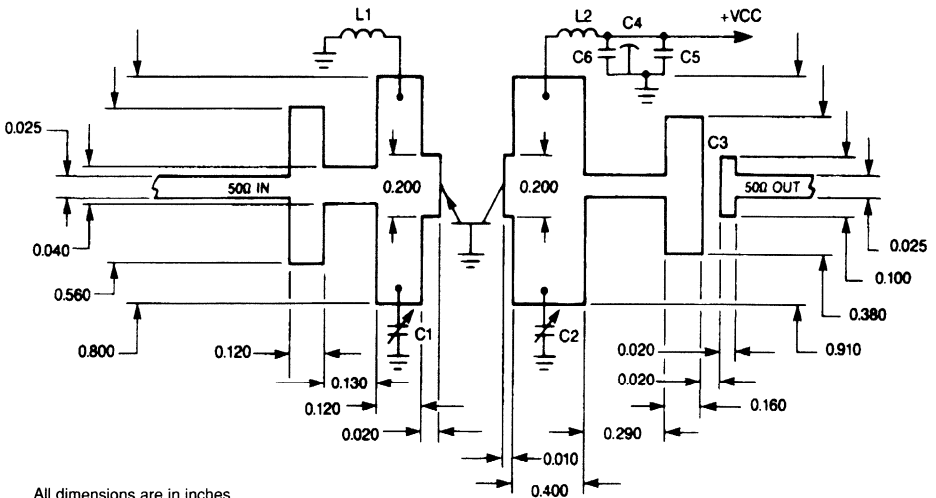 L1
L2
C4
+VCC
C6
C5
0.025
C3
50Ω IN
0.200
0.200
50Ω OUT
0.040
0.025
0.100
0.560
0.380
C1
C2
0.800
0.120
0.020
0.910
0.130
0.020
0.120
0.160
0.020
0.290
0.010
0.400
All dimensions are in inches